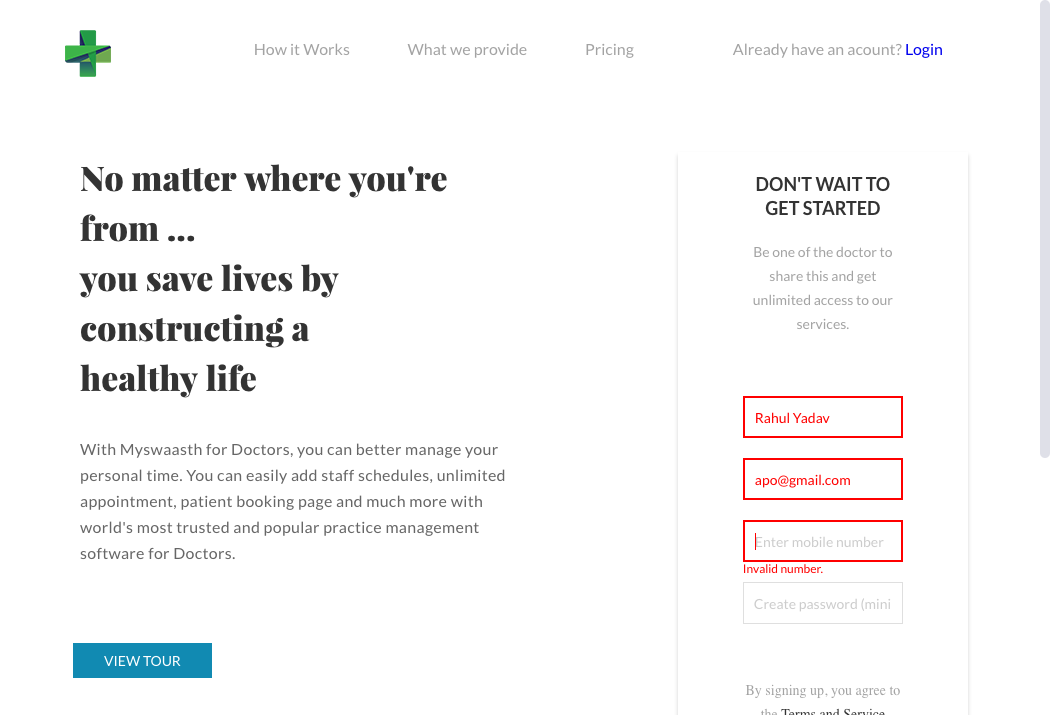 How it Works
What we provide
Pricing
Already have an acount? Login
No matter where you're
from ...
you save lives by
constructing a
healthy life
With Myswaasth for Doctors, you can better manage your
personal time. You can easily add staff schedules, unlimited
appointment, patient booking page and much more with
world's most trusted and popular practice management
software for Doctors.
VIEW TOUR
DON'T WAIT TO
GET STARTED
Be one of the doctor to
share this and get
unlimited access to our
services.
Rahul Yadav
apo@gmail.com
Enter mobile number
Invalid number.
Create password (mini
By signing up, you agree to
the Terms and Service